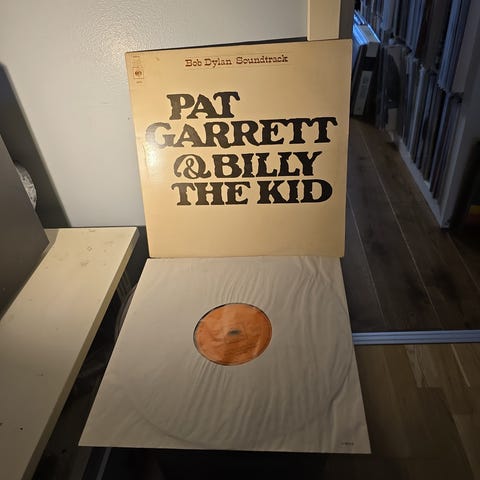 Bob Dylan Soundtrack
PAT
GARRETT
& BILLY
THE KID